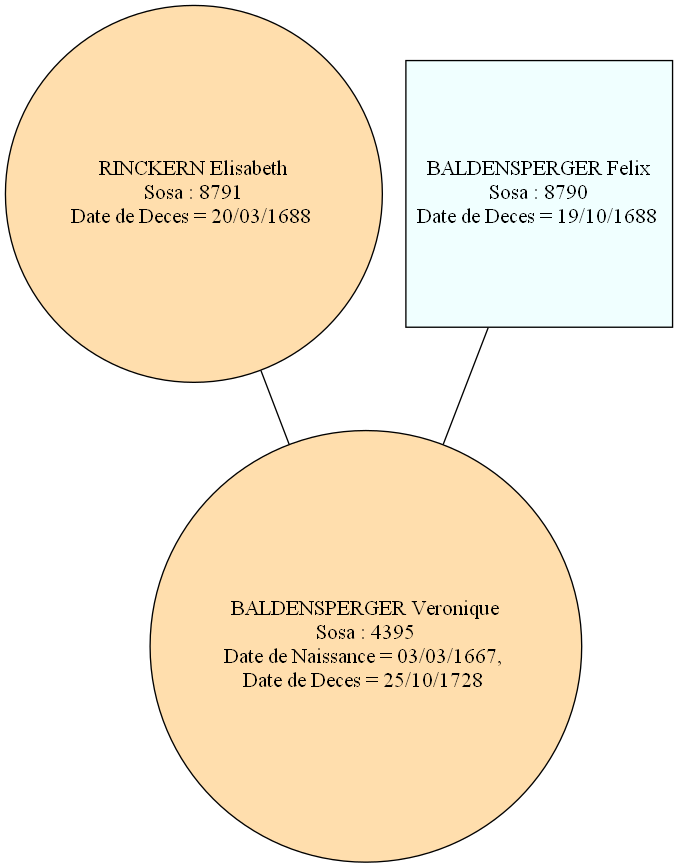 RINCKERN Elisabeth
Sosa : 8791
Date de Deces = 20/03/1688
BALDENSPERGER Felix
Sosa : 8790
Date de Deces = 19/10/1688
BALDENSPERGER Veronique
Sosa : 4395
Date de Naissance = 03/03/1667,
Date de Deces = 25/10/1728